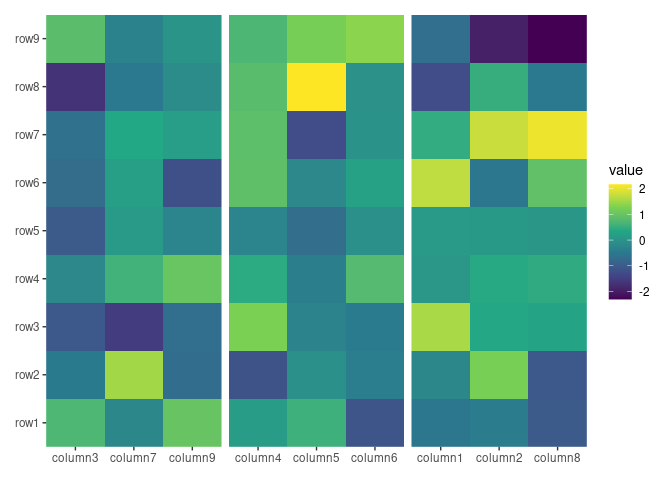 row9
row8
row7
row6
row5
row4
row3
row2
row1
column3 column7 column9 column4 column5 column6 column1 column2 column8
value
2
1
0
-1
-2